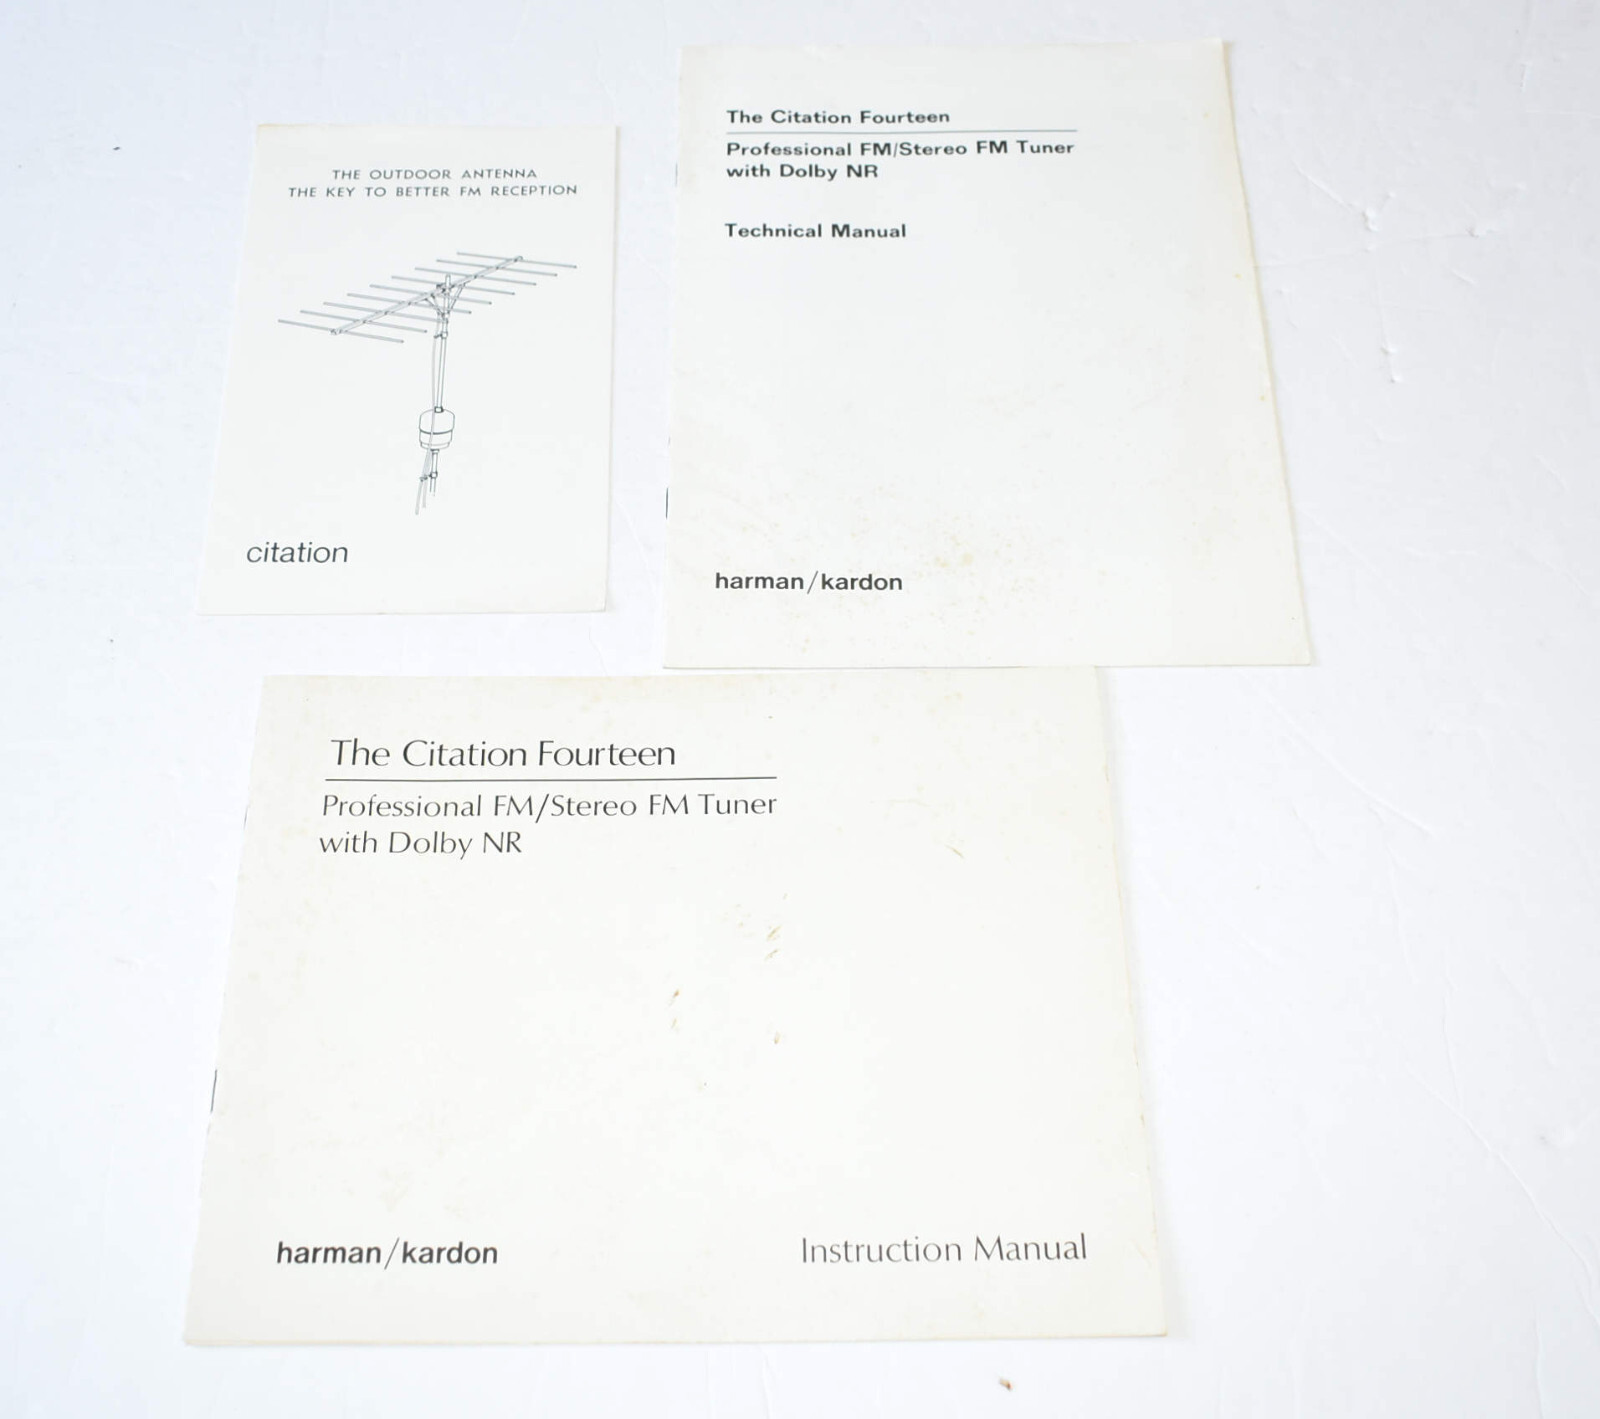 THE OUTDOOR ANTENNA
THE KEY TO BETTER FM RECEPTION
citation
The Citation Fourteen
Professional FM/Stereo FM Tuner
with Dolby NR
Technical Manual
harman/kardon
The Citation Fourteen
Professional FM/Stereo FM Tuner
with Dolby NR
harman/kardon
Instruction Manual